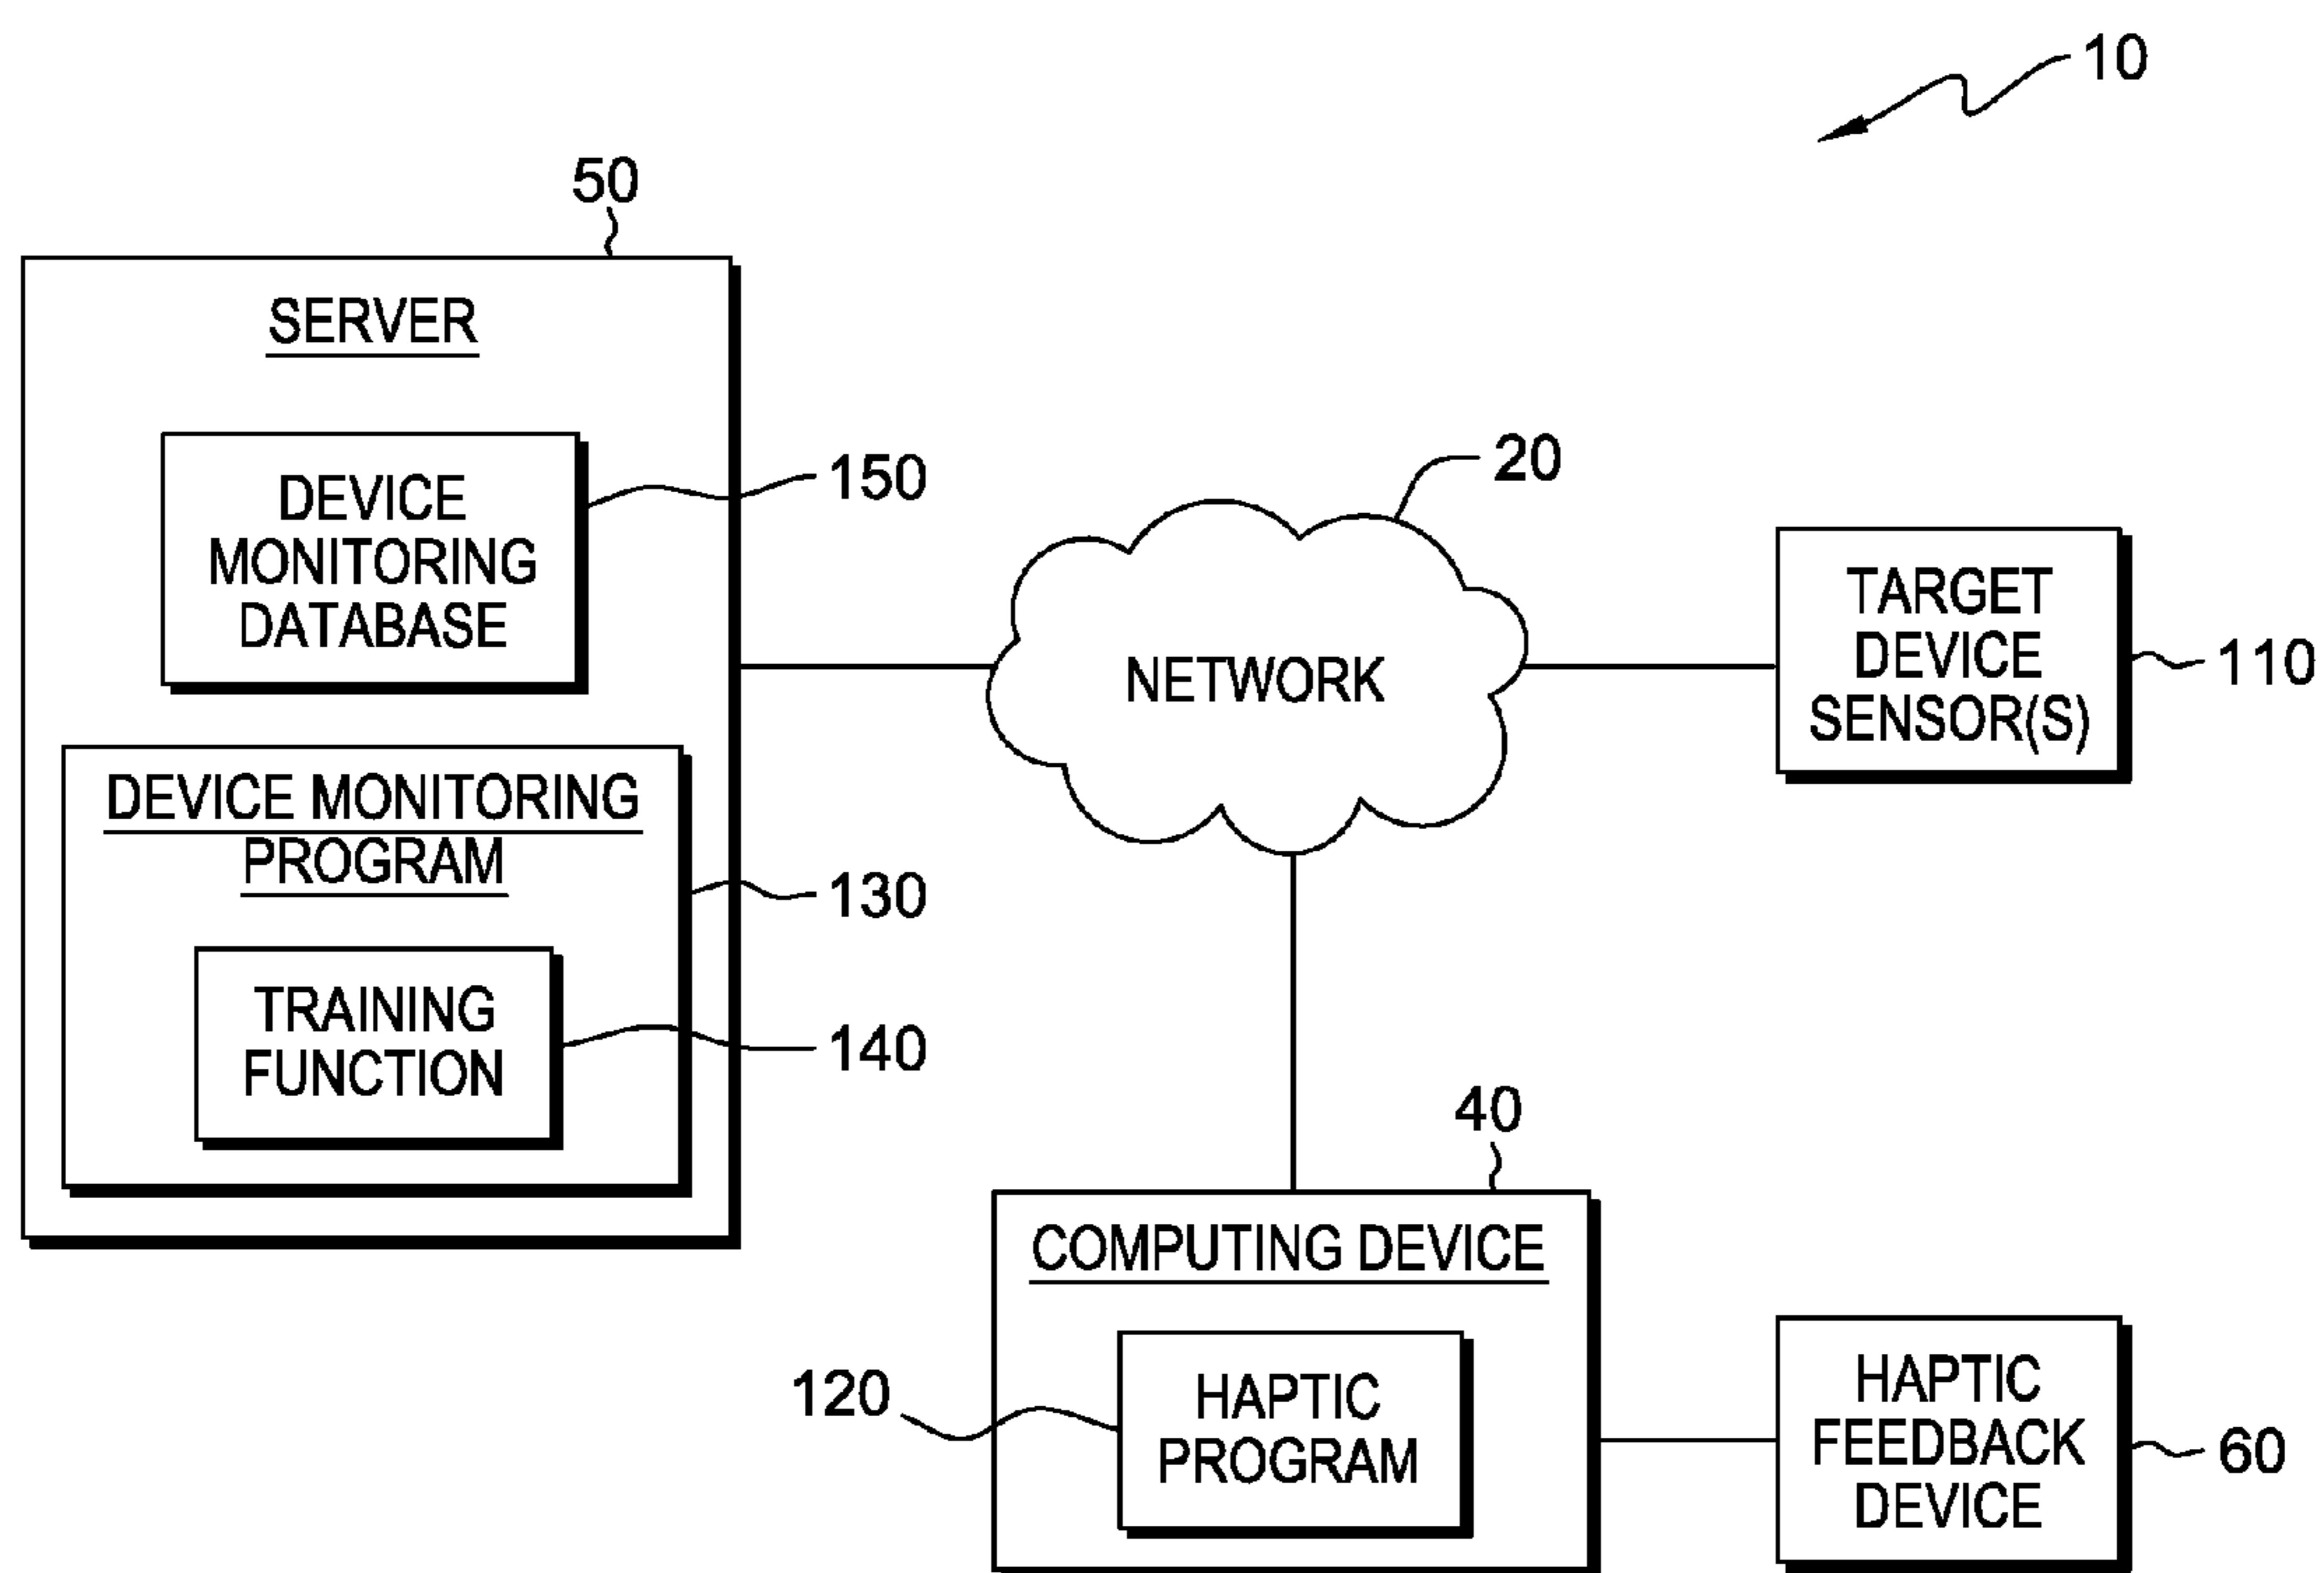 10
50
SERVER
DEVICE
MONITORING
DATABASE
150
DEVICE MONITORING
PROGRAM
130
TRAINING
FUNCTION
140
20
NETWORK
TARGET
DEVICE
SENSOR(S)
110
40
COMPUTING DEVICE
120
HAPTIC
PROGRAM
HAPTIC
FEEDBACK
DEVICE
60